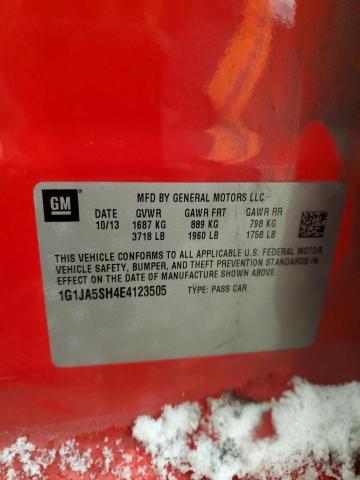 GM
MFD BY GENERAL MOTORS LLC
DATE GVWR GAWR FRT GAWR RR
10/13 1687 KG 889 KG 798 KG
3718 LB 1960 LB 1758 LB
THIS VEHICLE CONFORMS TO ALL APPLICABLE U.S. FEDERAL MOTOR
VEHICLE SAFETY, BUMPER, AND THEFT PREVENTION STANDARDS IN
EFFECT ON THE DATE OF MANUFACTURE SHOWN ABOVE.
1G1JA5SH4E4123505 TYPE: PASS CAR